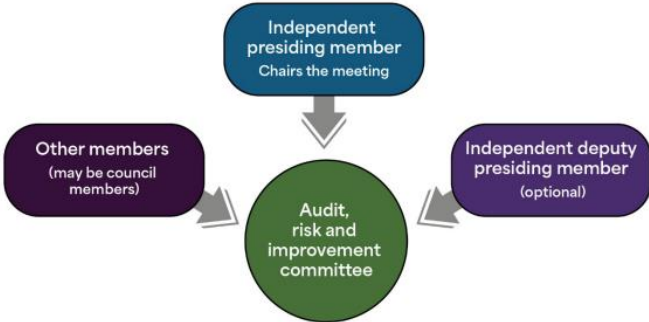 Independent
presiding member
Chairs the meeting
Other members
(may be council
members)
Independent deputy
presiding member
(optional)
Audit,
risk and
improvement
committee